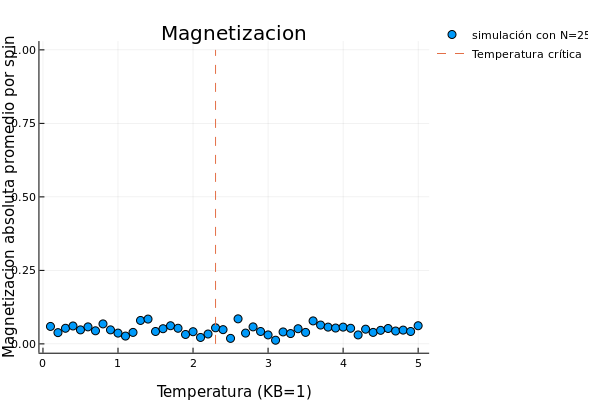 Magnetizacion
simulación con N=25
Temperatura crítica
Magnetizacion absoluta promedio por spin
1.00
0.75
0.50
0.25
0.00
0 1 2 3 4 5
Temperatura (KB=1)